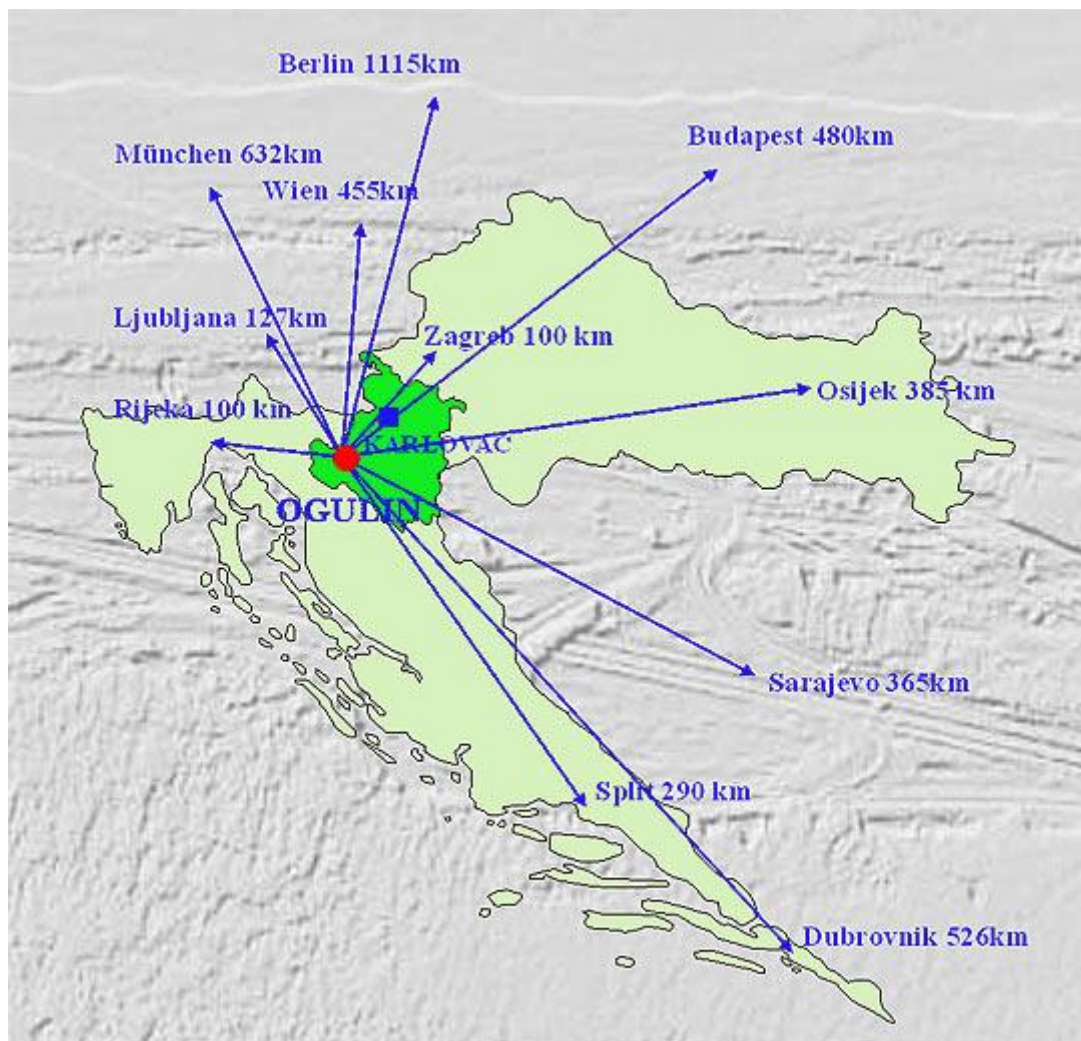 Berlin 1115km
Budapest 480km
München 632km
Wien 455km
Ljubljana 127km
Zagreb 100 km
Osijek 385 km
Rijeka 100 km
KARLOVAC
OGULIN
Sarajevo 365km
Split 290 km
Dubrovnik 526km